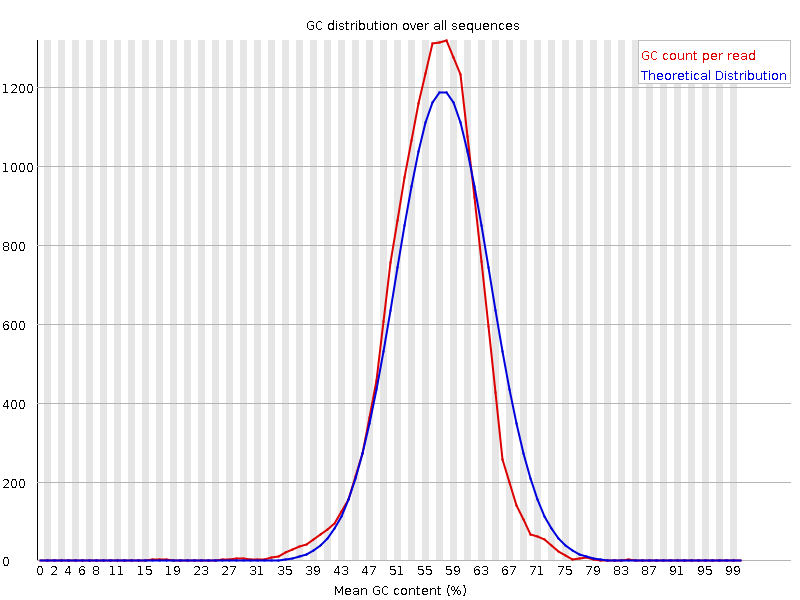 GC distribution over all sequences
GC count per read
Theoretical Distribution
1200
1000
800
600
400
200
0
0 2 4 6 8 11 15 19 23 27 31 35 39 43 47 51 55 59 63 67 71 75 79 83 87 91 95 99
Mean GC content (%)